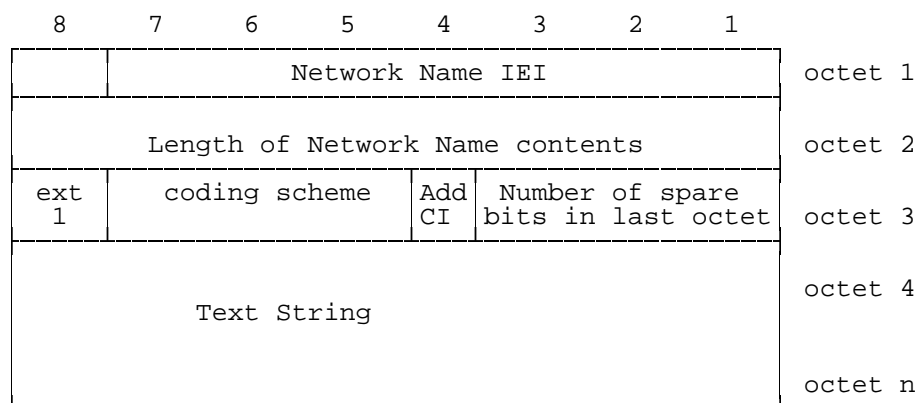 8 7 6 5 4 3 2 1
Network Name IEI octet 1
Length of Network Name contents octet 2
ext coding scheme Add Number of spare
1 CI bits in last octet octet 3
octet 4
Text String
octet n